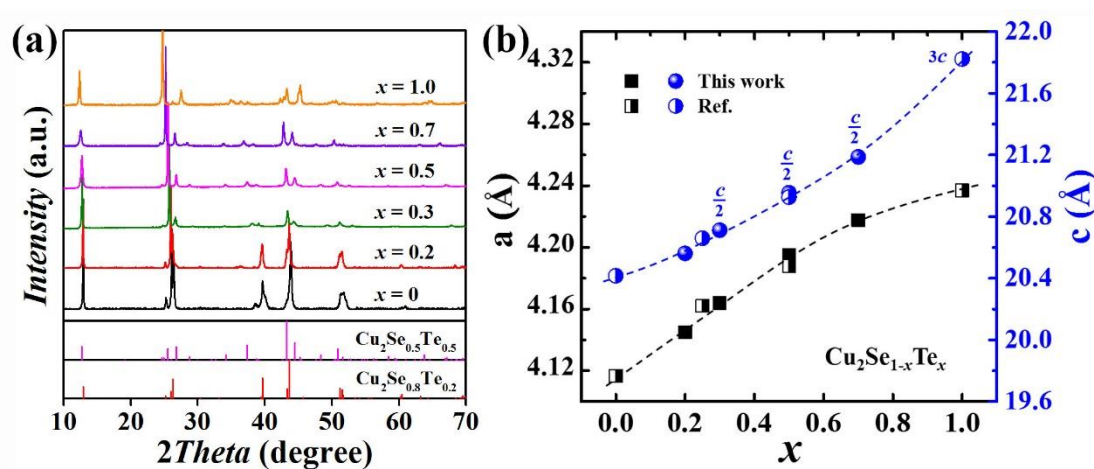 (a)
Intensity (a.u.)
x = 1.0
x = 0.7
x = 0.5
x = 0.3
x = 0.2
x = 0
Cu₂Se₀.₅Te₀.₅
Cu₂Se₀.₈Te₀.₂
10 20 30 40 50 60 70
2Theta (degree)
(b)
a (Å)
4.32
4.28
4.24
4.20
4.16
4.12
This work
Ref.
c/2
c/2
c/2
3c
Cu₂Se₁₋ₓTeₓ
0.0 0.2 0.4 0.6 0.8 1.0
x
22.0
21.6
21.2
20.8
20.4
20.0
19.6
c (Å)